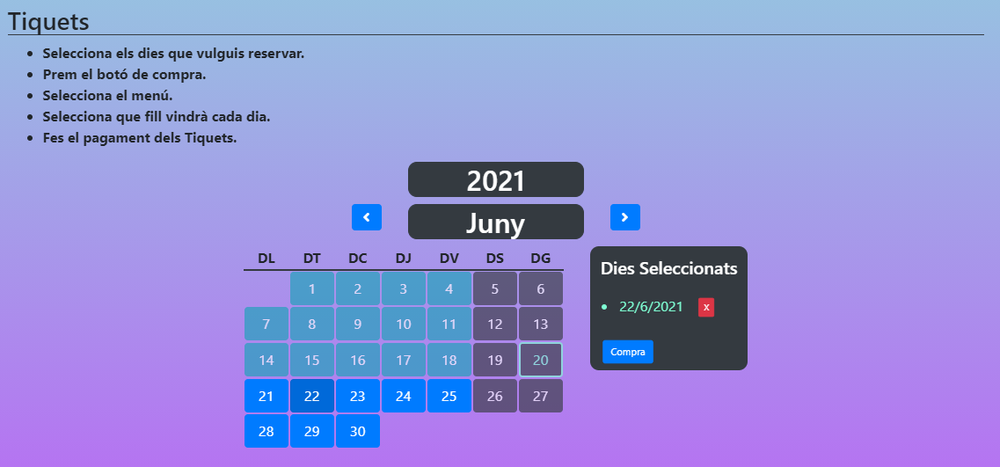 Tiquets
Selecciona els dies que vulguis reservar.
Prem el botó de compra.
Selecciona el menú.
Selecciona que fill vindrà cada dia.
Fes el pagament dels Tiquets.
2021
Juny
DL DT DC DJ DV DS DG
1 2 3 4 5 6
7 8 9 10 11 12 13
14 15 16 17 18 19 20
21 22 23 24 25 26 27
28 29 30
Dies Seleccionats
22/6/2021 x
Compra